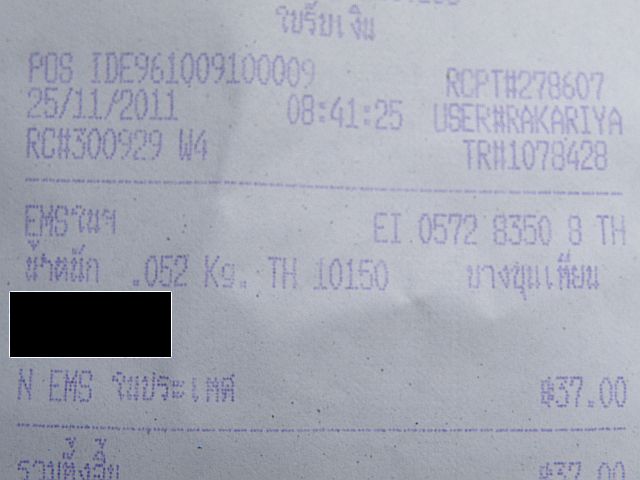 ใบรับเงิน
POS IDE961009100009 RCPT#278607
25/11/2011 08:41:25 USER#RAKARIYA
RC#300929 W4 TR#1078428
EMSในฯ EI 0572 8350 8 TH
น้ำหนัก .052 Kg. TH 10150 บางขุนเทียน
N EMS ในประเทศ ฿37.00
รวมทั้งสิ้น ฿37.00